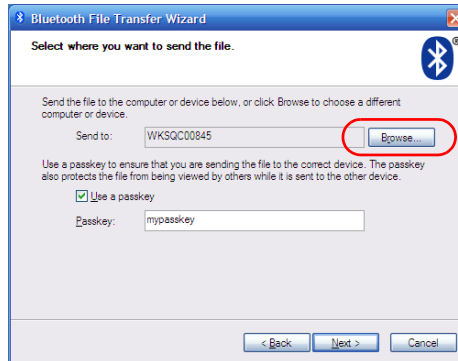 Bluetooth File Transfer Wizard
Select where you want to send the file.
®
Send the file to the computer or device below, or click Browse to choose a different
computer or device.
Send to: WKSQC00845 Browse...
Use a passkey to ensure that you are sending the file to the correct device. The passkey
also protects the file from being viewed by others while it is sent to the other device.
Use a passkey
Passkey: mypasskey
< Back Next > Cancel